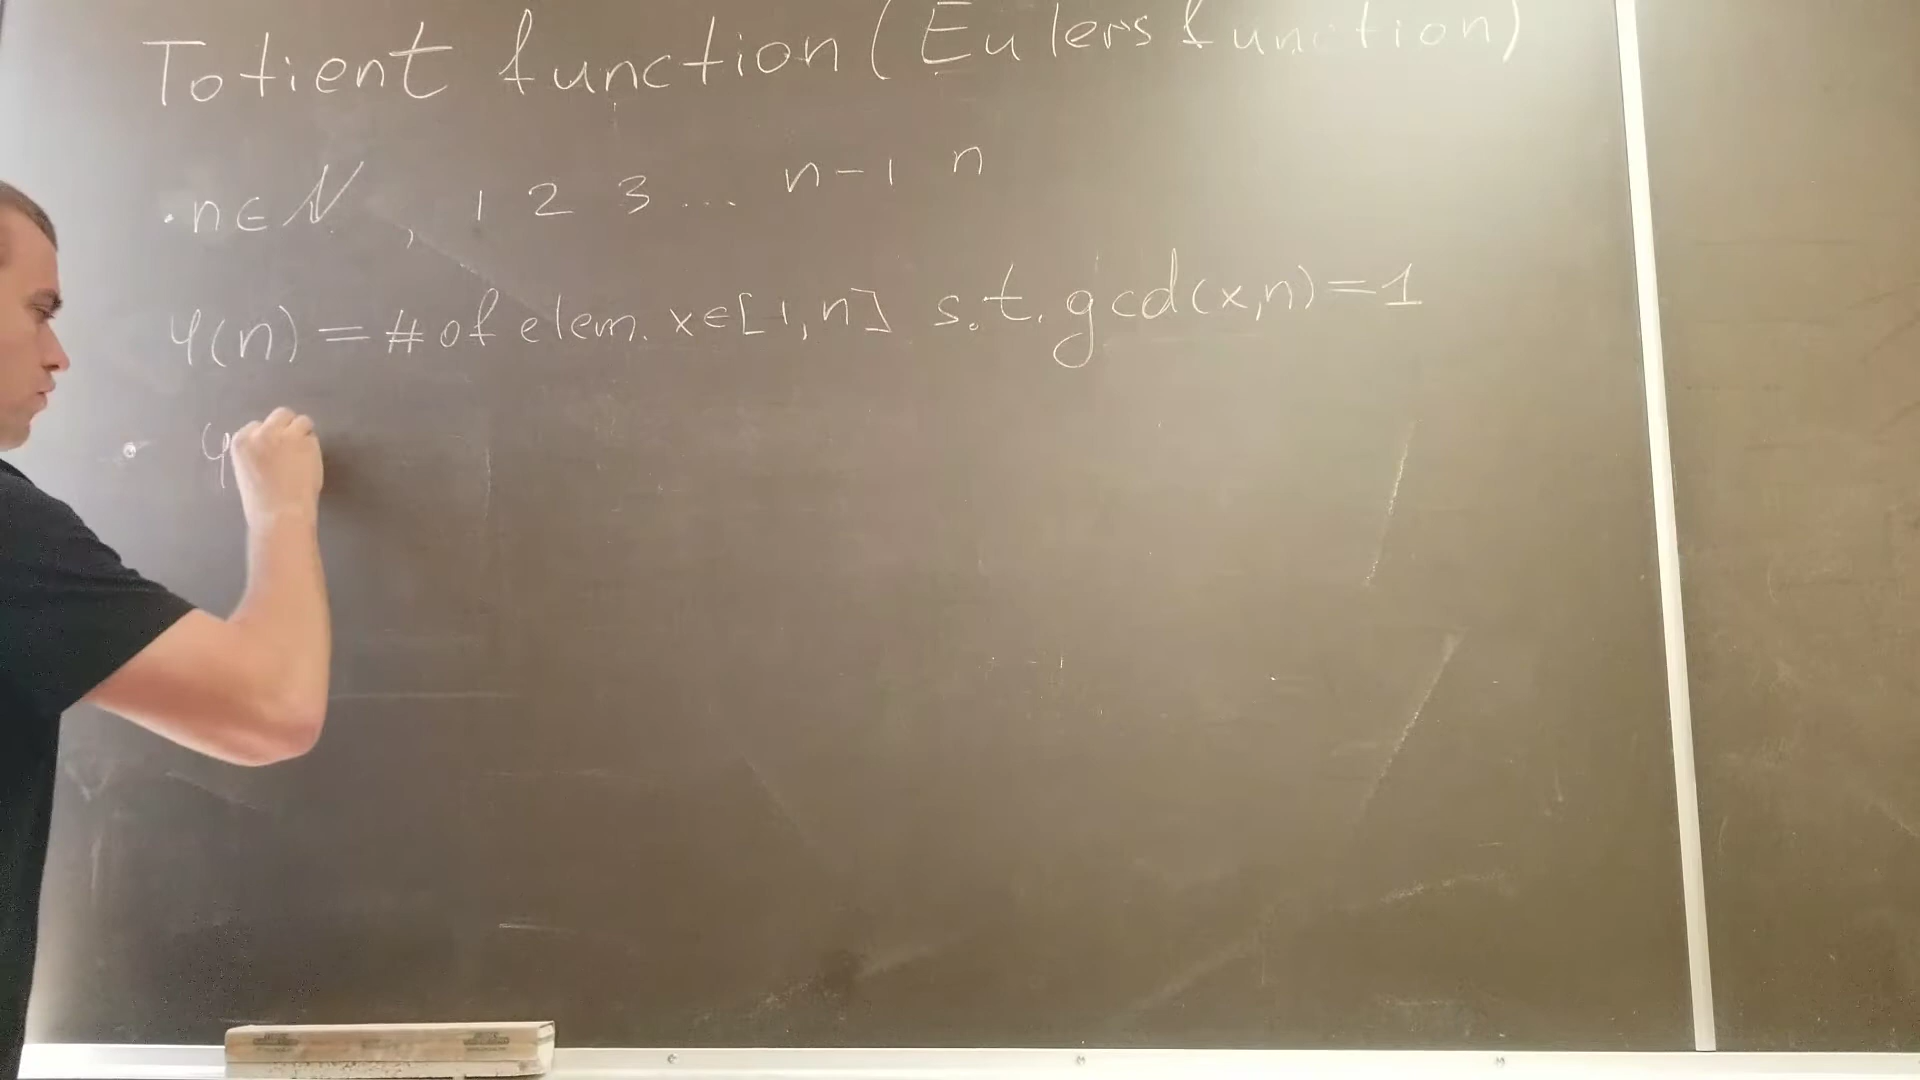 Totient function (Eulers function)
• n ∈ N, 1 2 3 ... n-1 n
φ(n) = # of elem. x ∈ [1, n] s.t. gcd(x,n) = 1
• φ